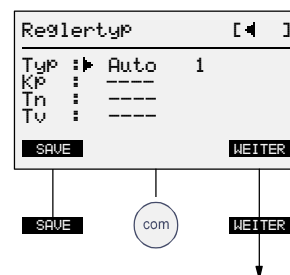 Reglertyp [◀ ]
Typ :▶ Auto 1
Kp : ----
Tn : ----
Tv : ----
SAVE WEITER
SAVE com WEITER